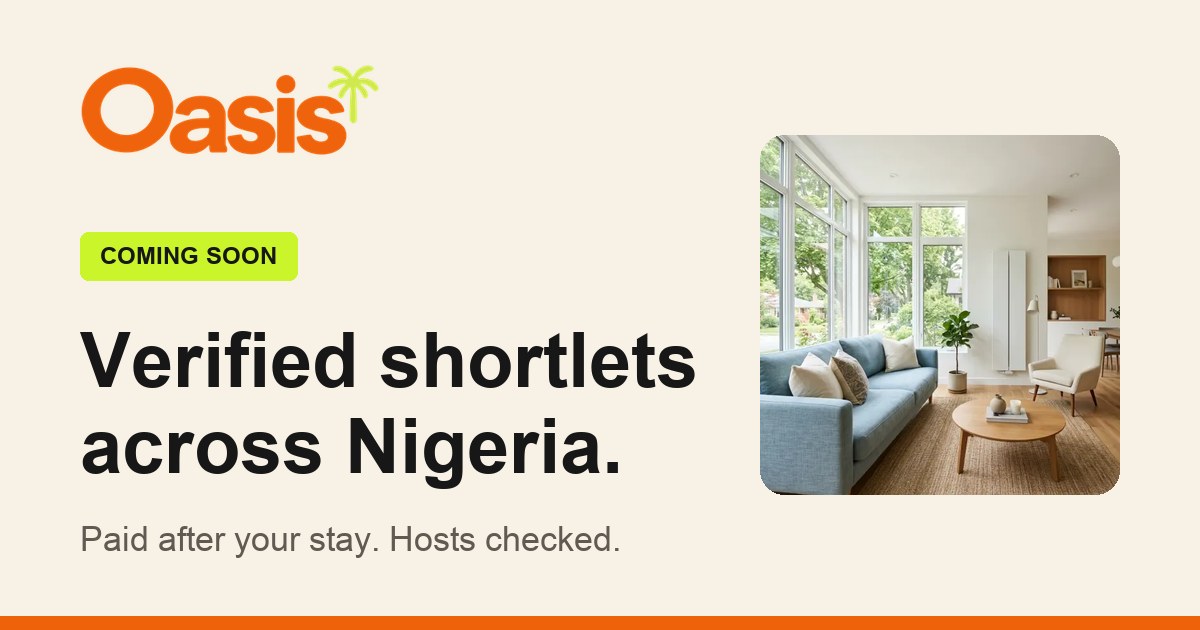 Oasis
COMING SOON
Verified shortlets
across Nigeria.
Paid after your stay. Hosts checked.